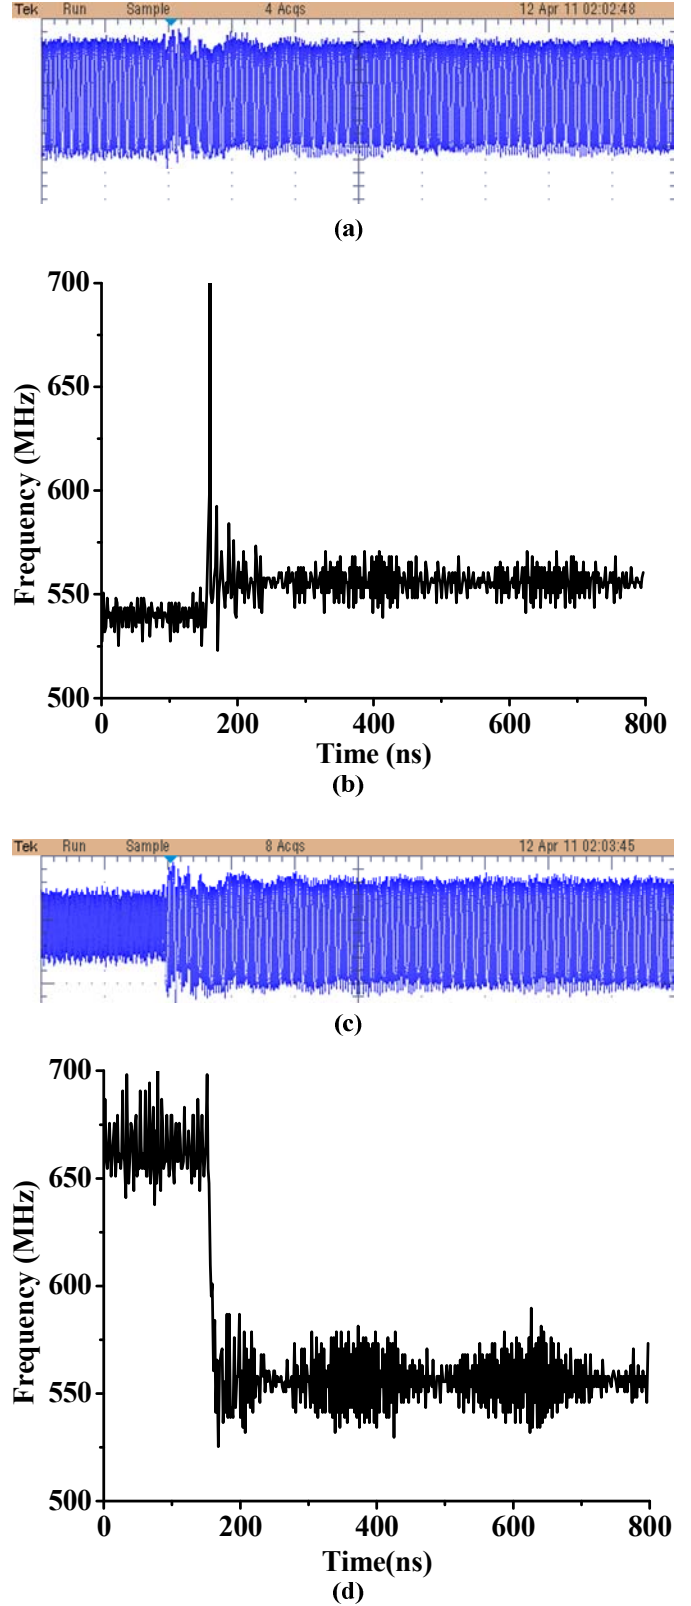 Tek Run Sample 4 Acqs 12 Apr 11 02:02:48
(a)
700
650
600
550
500
Frequency (MHz)
0 200 400 600 800
Time (ns)
(b)
Tek Run Sample 8 Acqs 12 Apr 11 02:03:45
(c)
700
650
600
550
500
Frequency (MHz)
0 200 400 600 800
Time(ns)
(d)